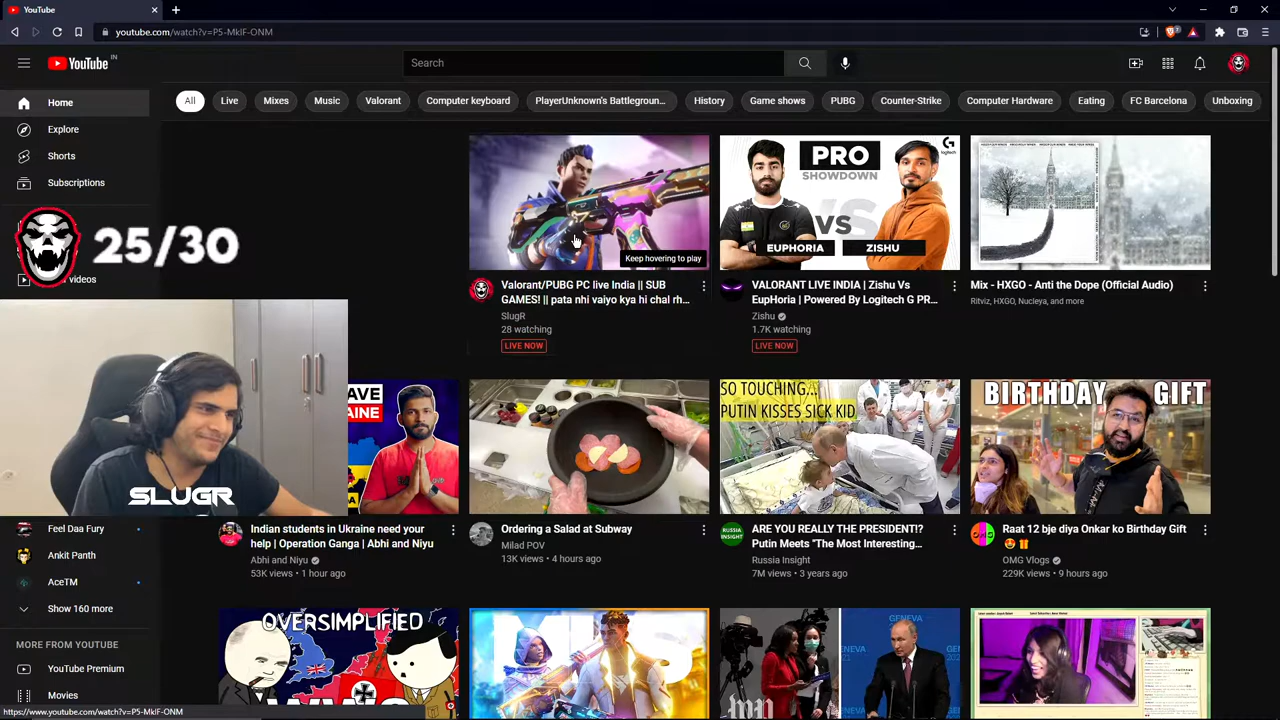 YouTube
youtube.com/watch?v=P5-MkIF-ONM
YouTube IN
Search
Home
Explore
Shorts
Subscriptions
All
Live
Mixes
Music
Valorant
Computer keyboard
PlayerUnknown's Battlegroun...
History
Game shows
PUBG
Counter-Strike
Computer Hardware
Eating
FC Barcelona
Unboxing
25/30
videos
Keep hovering to play
Valorant/PUBG PC live India || SUB
GAMES! || pata nhi vaiyo kya hi chal rh...
SlugR
28 watching
LIVE NOW
PRO
SHOWDOWN
VS
EUPHORIA
ZISHU
logitech
VALORANT LIVE INDIA | Zishu Vs
EupHoria | Powered By Logitech G PR...
Zishu
1.7K watching
LIVE NOW
Mix - HXGO - Anti the Dope (Official Audio)
Ritviz, HXGO, Nucleya, and more
SLUGR
AVE
AINE
Indian students in Ukraine need your
help | Operation Ganga | Abhi and Niyu
Abhi and Niyu
53K views • 1 hour ago
Ordering a Salad at Subway
Milad POV
13K views • 4 hours ago
SO TOUCHING...
PUTIN KISSES SICK KID
RUSSIA
INSIGHT
ARE YOU REALLY THE PRESIDENT!?
Putin Meets "The Most Interesting...
Russia Insight
7M views • 3 years ago
BIRTHDAY GIFT
OMG
Raat 12 bje diya Onkar ko Birthday Gift
🤩 🎁
OMG Vlogs
229K views • 9 hours ago
Feel Daa Fury
Ankit Panth
AceTM
Show 160 more
MORE FROM YOUTUBE
YouTube Premium
Movies
OVERSIMPLIFIED
GENEVA
https://www.youtube.com/watch?v=P5-MkIF-ONM